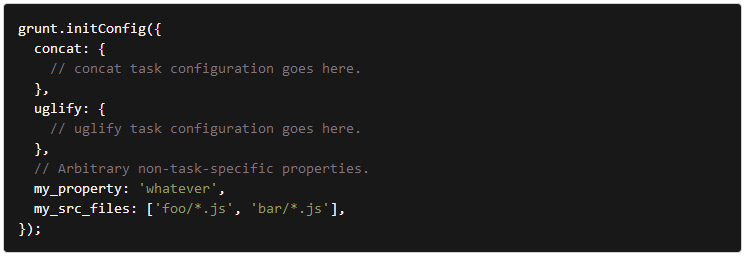 grunt.initConfig({
  concat: {
    // concat task configuration goes here.
  },
  uglify: {
    // uglify task configuration goes here.
  },
  // Arbitrary non-task-specific properties.
  my_property: 'whatever',
  my_src_files: ['foo/*.js', 'bar/*.js'],
});